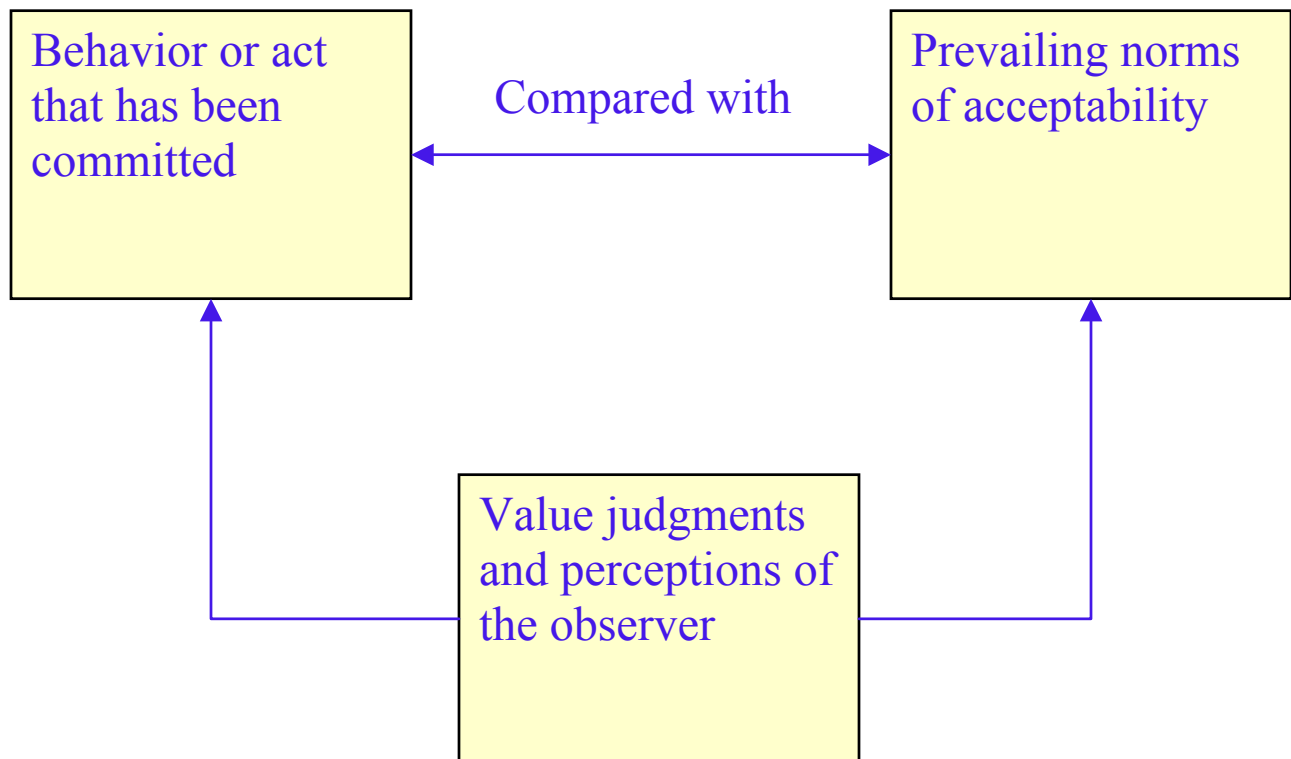 Behavior or act
that has been
committed
Compared with
Prevailing norms
of acceptability
Value judgments
and perceptions of
the observer